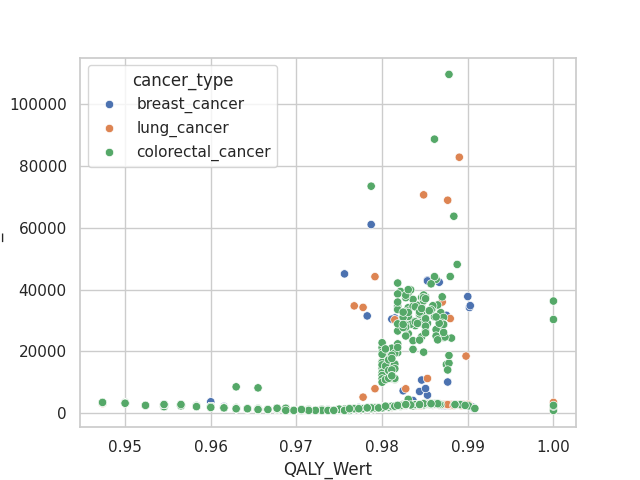 cancer_type
breast_cancer
lung_cancer
colorectal_cancer
100000
80000
60000
40000
20000
0
0.95 0.96 0.97 0.98 0.99 1.00
QALY_Wert